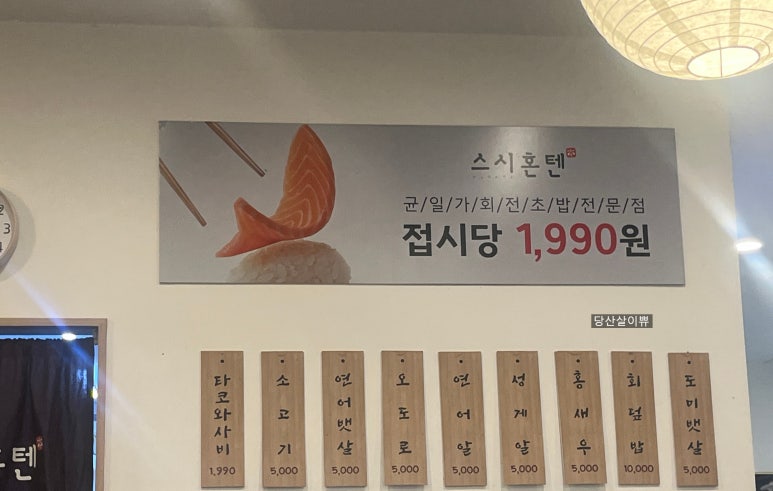 스시혼텐
균/일/가/회/전/초/밥/전/문/점
접시당 1,990원
당산살이쀼
타코와사비
1,990
소고기
5,000
연어뱃살
5,000
오도로
5,000
연어알
5,000
성게알
5,000
홍새우
5,000
회덮밥
10,000
도미뱃살
5,000
2
3
4
텐